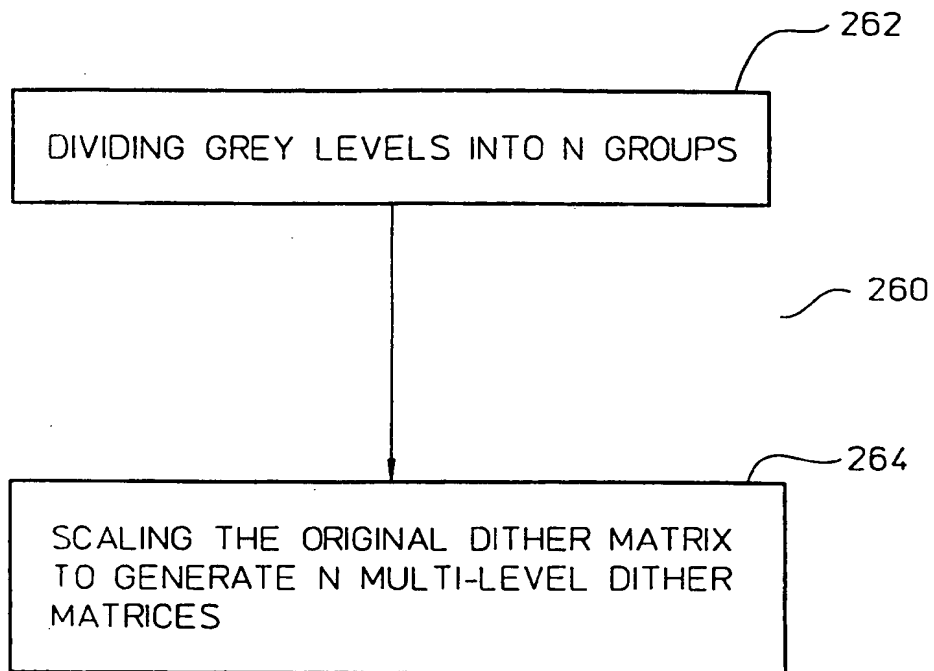 262
DIVIDING GREY LEVELS INTO N GROUPS
260
264
SCALING THE ORIGINAL DITHER MATRIX
TO GENERATE N MULTI-LEVEL DITHER
MATRICES